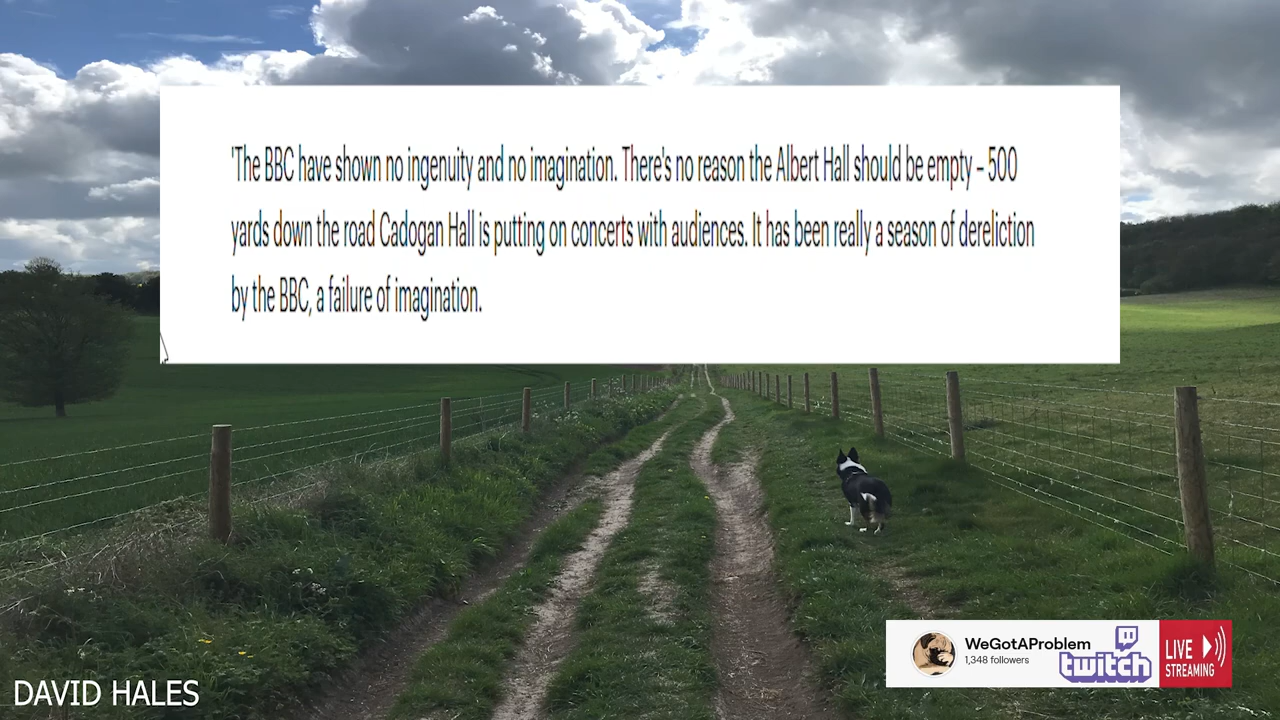 'The BBC have shown no ingenuity and no imagination. There's no reason the Albert Hall should be empty – 500
yards down the road Cadogan Hall is putting on concerts with audiences. It has been really a season of dereliction
by the BBC, a failure of imagination.
WeGotAProblem
1,348 followers
twitch
LIVE
STREAMING
DAVID HALES